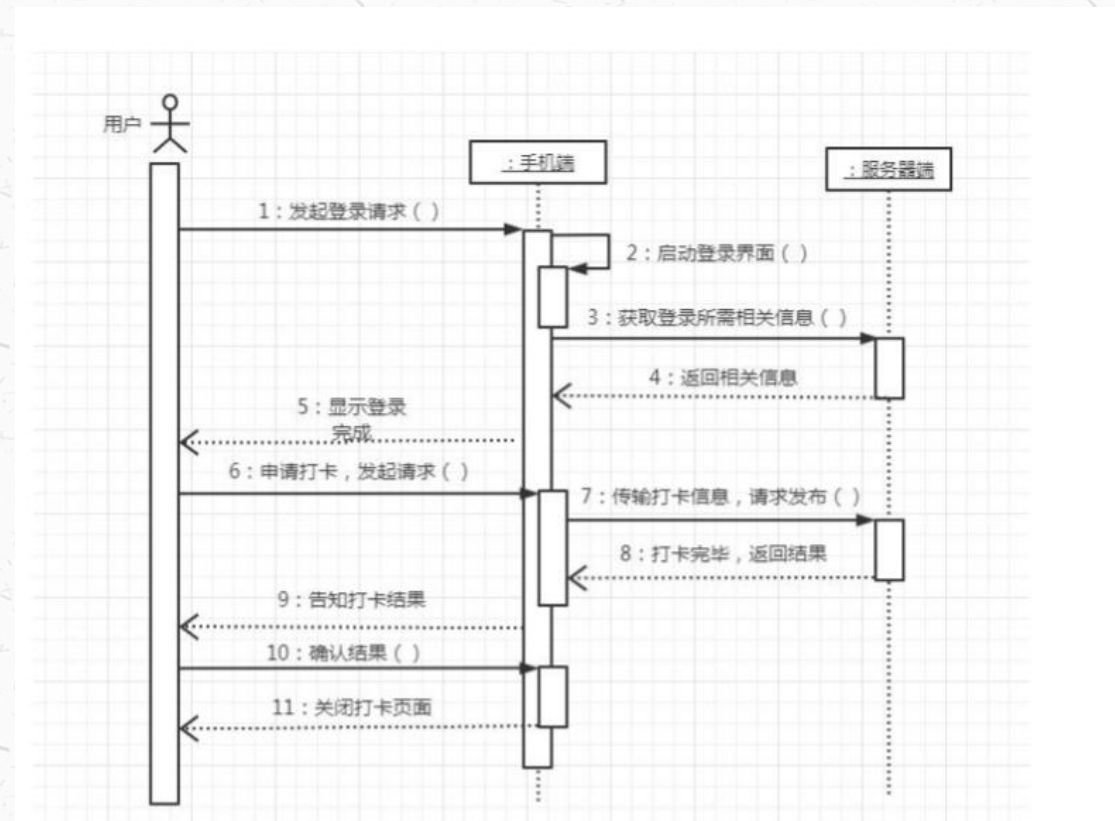 用户
：手机端
：服务器端
1：发起登录请求（ ）
2：启动登录界面（ ）
3：获取登录所需相关信息（ ）
4：返回相关信息
5：显示登录
完成
6：申请打卡，发起请求（ ）
7：传输打卡信息，请求发布（ ）
8：打卡完毕，返回结果
9：告知打卡结果
10：确认结果（ ）
11：关闭打卡页面